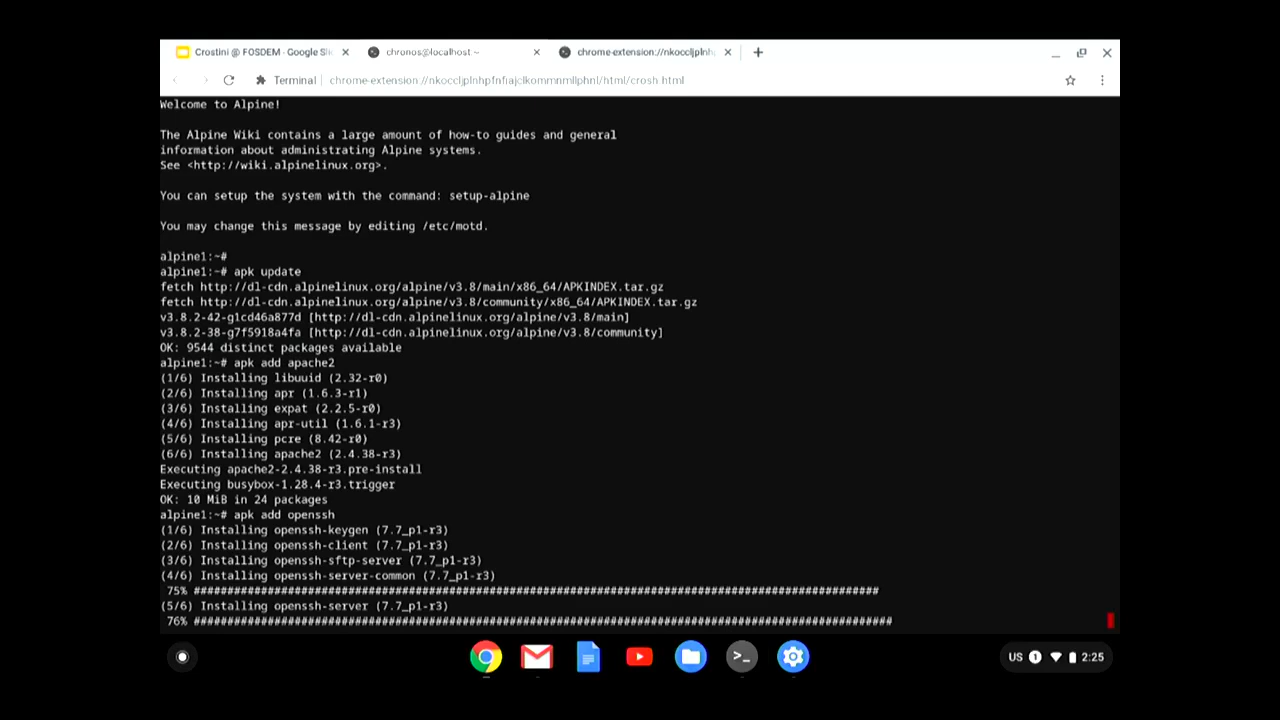 Crostini @ FOSDEM - Google Sli
chronos@localhost:~
chrome-extension://nkoccljplnhp
Terminal
chrome-extension://nkoccljplnhpfnfiajclkommnmllphnl/html/crosh.html
Welcome to Alpine!
The Alpine Wiki contains a large amount of how-to guides and general
information about administrating Alpine systems.
See <http://wiki.alpinelinux.org>.
You can setup the system with the command: setup-alpine
You may change this message by editing /etc/motd.
alpine1:~#
alpine1:~# apk update
fetch http://dl-cdn.alpinelinux.org/alpine/v3.8/main/x86_64/APKINDEX.tar.gz
fetch http://dl-cdn.alpinelinux.org/alpine/v3.8/community/x86_64/APKINDEX.tar.gz
v3.8.2-42-g1cd46a877d [http://dl-cdn.alpinelinux.org/alpine/v3.8/main]
v3.8.2-38-g7f5918a4fa [http://dl-cdn.alpinelinux.org/alpine/v3.8/community]
OK: 9544 distinct packages available
alpine1:~# apk add apache2
(1/6) Installing libuuid (2.32-r0)
(2/6) Installing apr (1.6.3-r1)
(3/6) Installing expat (2.2.5-r0)
(4/6) Installing apr-util (1.6.1-r3)
(5/6) Installing pcre (8.42-r0)
(6/6) Installing apache2 (2.4.38-r3)
Executing apache2-2.4.38-r3.pre-install
Executing busybox-1.28.4-r3.trigger
OK: 10 MiB in 24 packages
alpine1:~# apk add openssh
(1/6) Installing openssh-keygen (7.7_p1-r3)
(2/6) Installing openssh-client (7.7_p1-r3)
(3/6) Installing openssh-sftp-server (7.7_p1-r3)
(4/6) Installing openssh-server-common (7.7_p1-r3)
75% ######################################################################################################
(5/6) Installing openssh-server (7.7_p1-r3)
76% ########################################################################################################
US 1 2:25